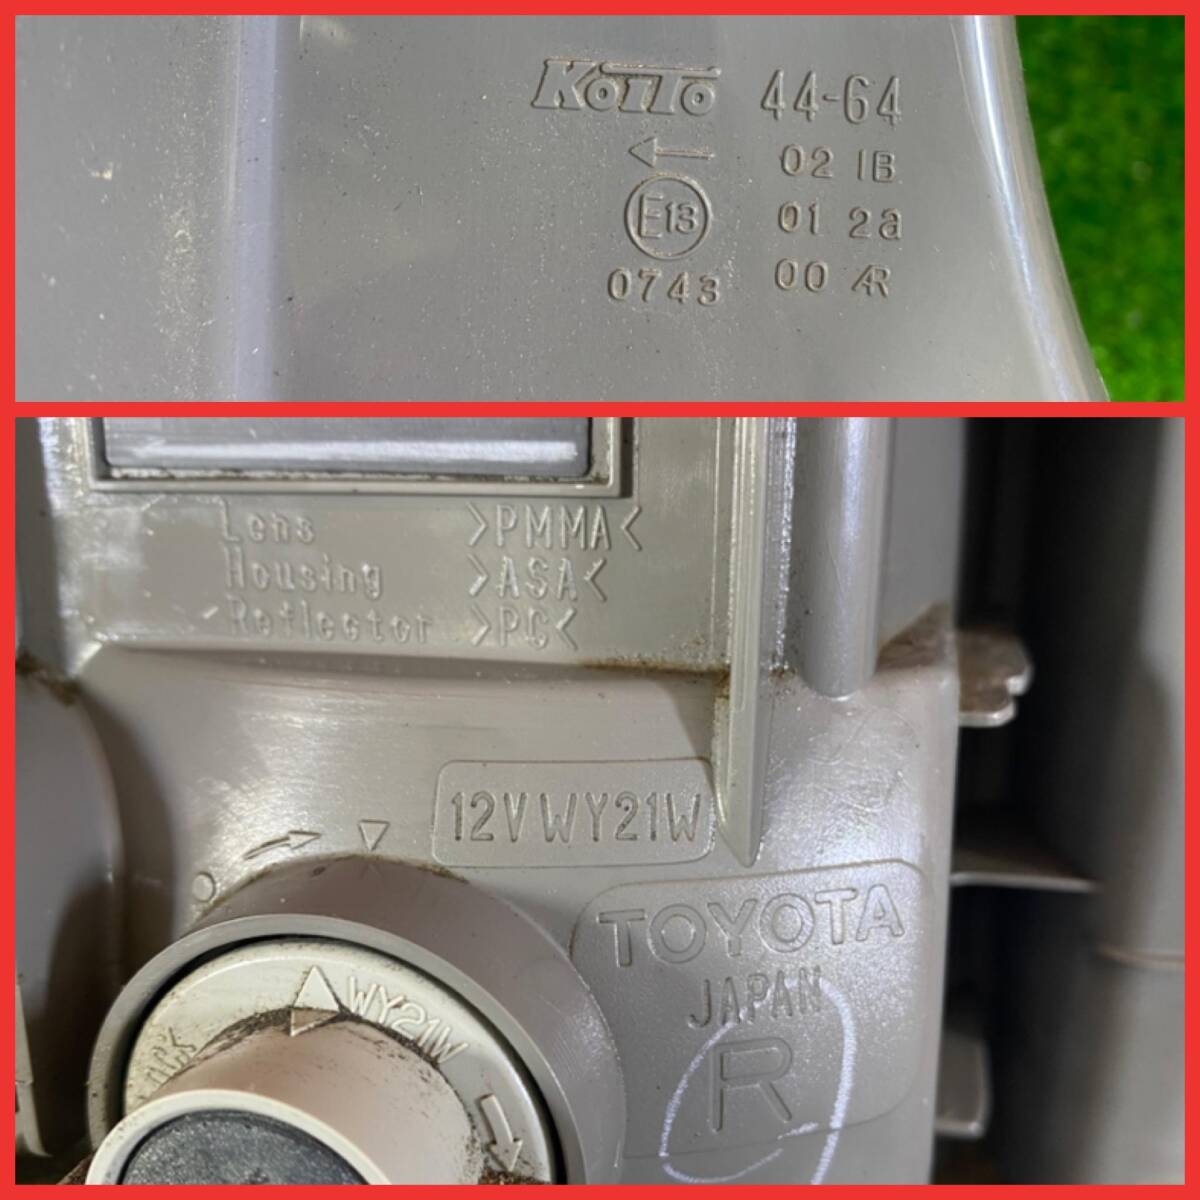 KOITO 44-64
← 02 IB
E13 01 2a
0743 00 AR
Lens >PMMA<
Housing >ASA<
Reflector >PC<
12V WY21W
TOYOTA
JAPAN
R
WY21W